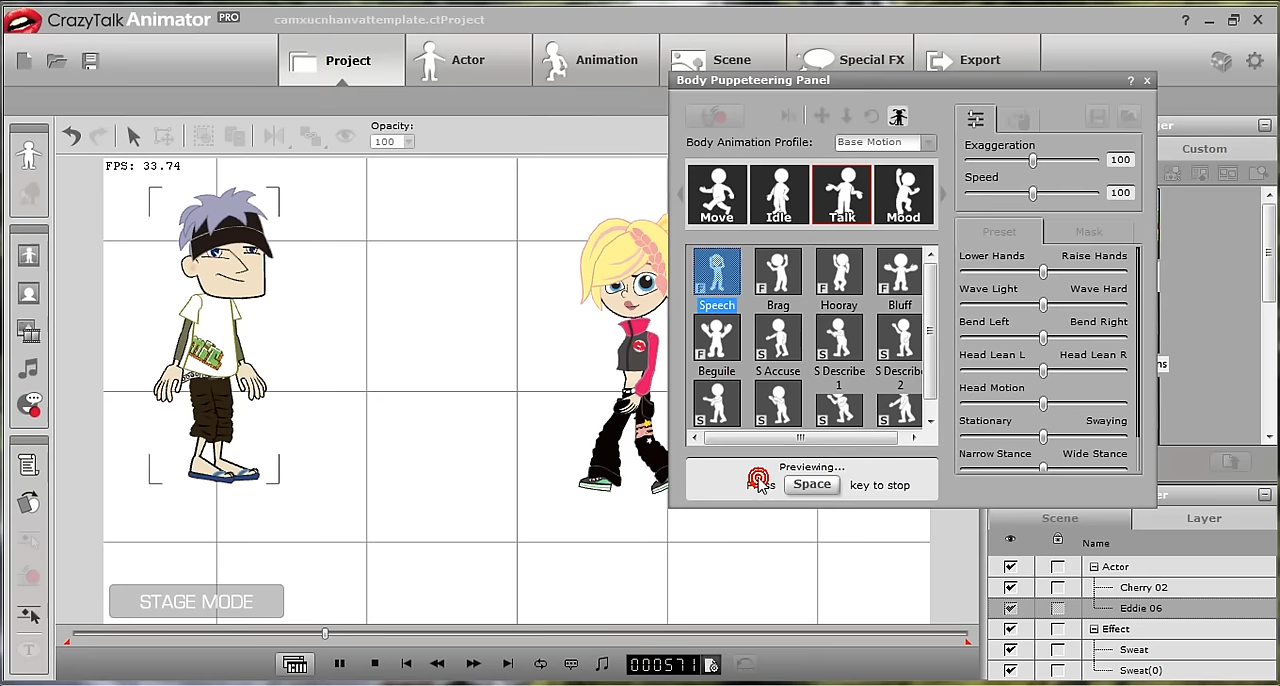 CrazyTalk Animator PRO
camxucnhanvattemplate.ctProject
Project
Actor
Animation
Scene
Special FX
Export
Body Puppeteering Panel
Opacity:
100
Body Animation Profile:
Base Motion
Exaggeration
100
Speed
100
Custom
FPS: 33.74
Move
Idle
Talk
Mood
Preset
Mask
Lower Hands
Raise Hands
Wave Light
Wave Hard
Bend Left
Bend Right
Head Lean L
Head Lean R
Head Motion
Stationary
Swaying
Narrow Stance
Wide Stance
Speech
Brag
Hooray
Bluff
Beguile
S Accuse
S Describe 1
S Describe 2
Previewing...
Space
key to stop
Scene
Layer
Name
Actor
Cherry 02
Eddie 06
Effect
Sweat
Sweat(0)
STAGE MODE
000571